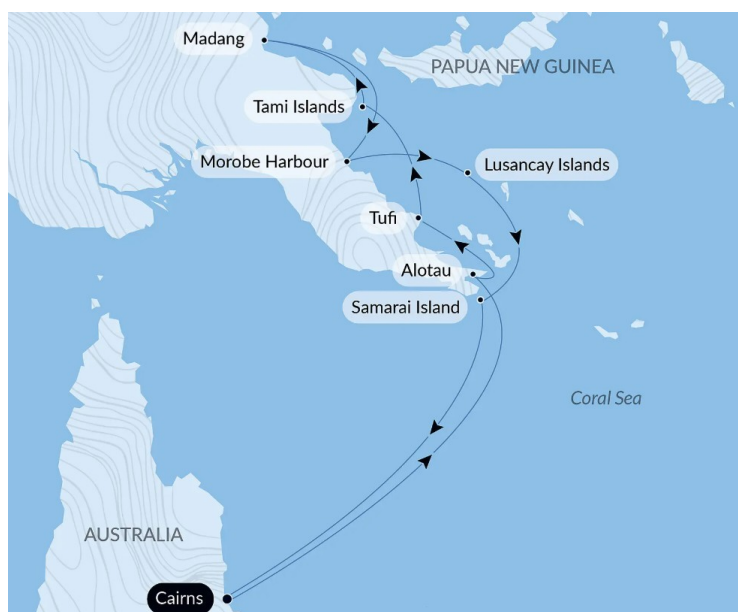 Madang
PAPUA NEW GUINEA
Tami Islands
Morobe Harbour
Lusancay Islands
Tufi
Alotau
Samarai Island
Coral Sea
AUSTRALIA
Cairns